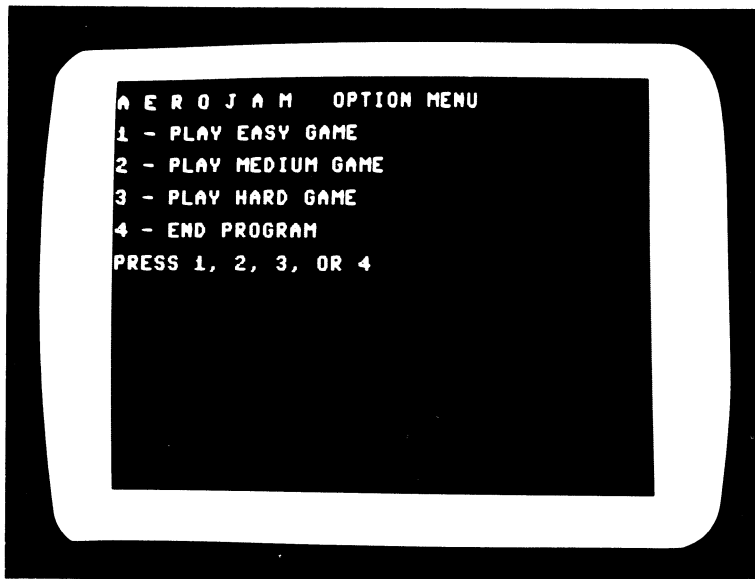 A E R O J A M   OPTION MENU
1 - PLAY EASY GAME
2 - PLAY MEDIUM GAME
3 - PLAY HARD GAME
4 - END PROGRAM
PRESS 1, 2, 3, OR 4